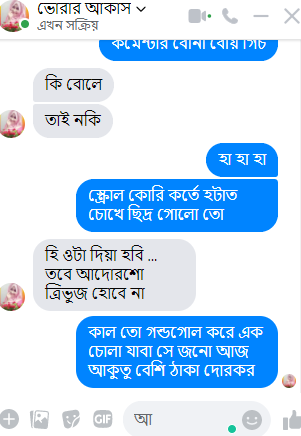 ভোরার আকাস
এখন সক্রিয়
কমেন্টার বোনা বোয় গিচ
কি বোলে
তাই নকি
হা হা হা
স্ক্রোল কোরি কর্তে হটাত
চোখে ছিদ্র গোলো তো
হি ওটা দিয়া হবি ...
তবে আদোরশো
ত্রিভুজ হোবে না
কাল তো গন্ডগোল করে এক
চোলা যাবা সে জনো আজ
আকুতু বেশি ঠাকা দোরকর
GIF
আ